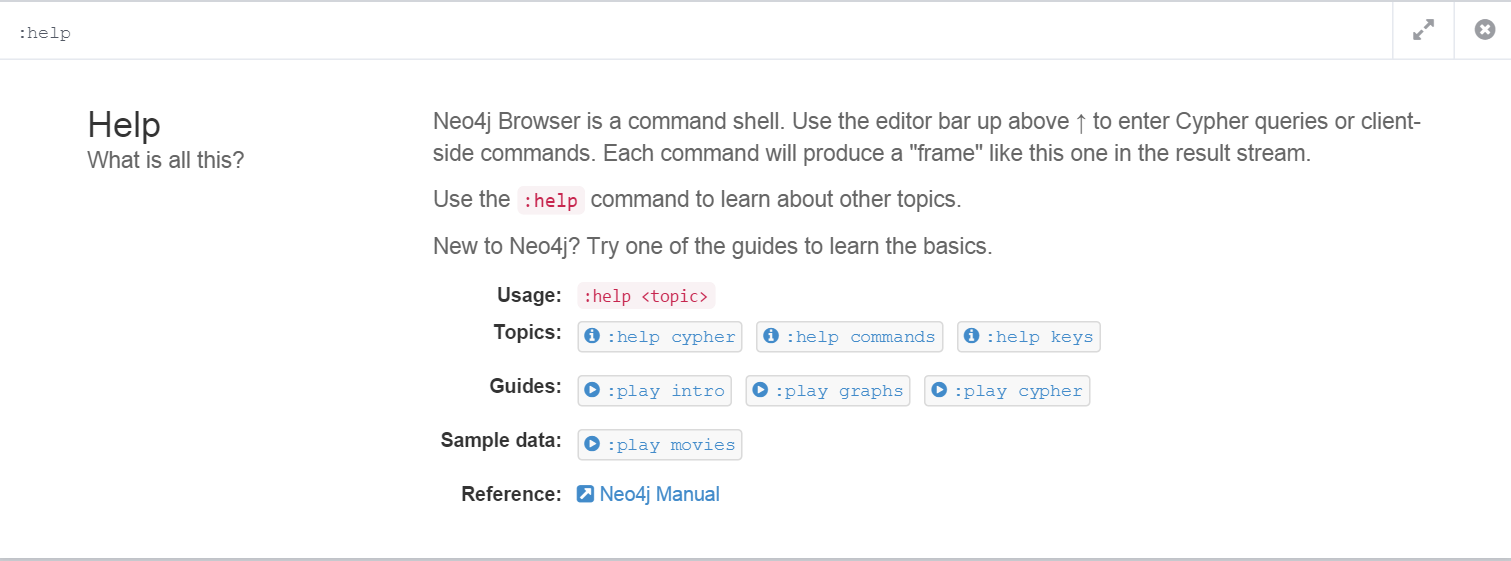 :help
Help
What is all this?
Neo4j Browser is a command shell. Use the editor bar up above ↑ to enter Cypher queries or client-
side commands. Each command will produce a "frame" like this one in the result stream.
Use the :help command to learn about other topics.
New to Neo4j? Try one of the guides to learn the basics.
Usage: :help <topic>
Topics: :help cypher :help commands :help keys
Guides: :play intro :play graphs :play cypher
Sample data: :play movies
Reference: Neo4j Manual